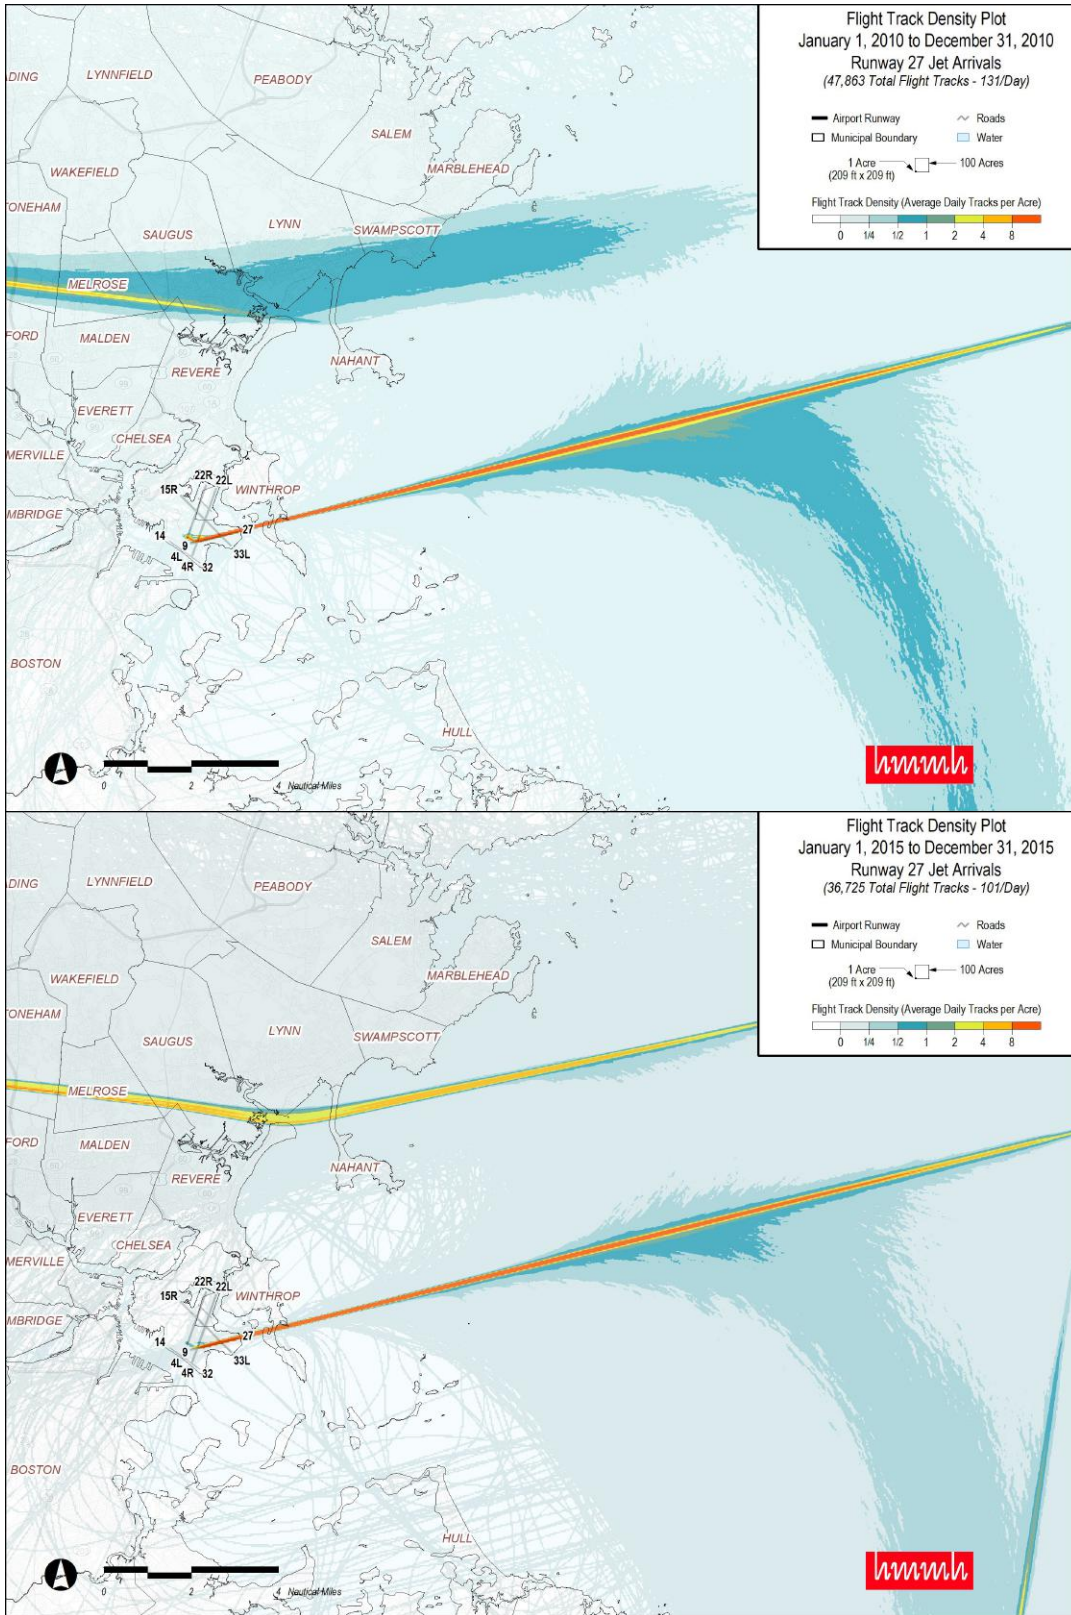 Flight Track Density Plot
January 1, 2010 to December 31, 2010
Runway 27 Jet Arrivals
(47,863 Total Flight Tracks - 131/Day)
Airport Runway
Roads
Municipal Boundary
Water
1 Acre
(209 ft x 209 ft)
100 Acres
Flight Track Density (Average Daily Tracks per Acre)
0 1/4 1/2 1 2 4 8
ADING
LYNNFIELD
PEABODY
SALEM
MARBLEHEAD
WAKEFIELD
TONEHAM
SAUGUS
LYNN
SWAMPSCOTT
MELROSE
FORD
MALDEN
NAHANT
REVERE
EVERETT
CHELSEA
MERVILLE
22R
22L
15R
WINTHROP
MBRIDGE
14
27
9
4L
33L
4R
32
BOSTON
HULL
hmmh
0 2 4 Nautical Miles
Flight Track Density Plot
January 1, 2015 to December 31, 2015
Runway 27 Jet Arrivals
(36,725 Total Flight Tracks - 101/Day)
Airport Runway
Roads
Municipal Boundary
Water
1 Acre
(209 ft x 209 ft)
100 Acres
Flight Track Density (Average Daily Tracks per Acre)
0 1/4 1/2 1 2 4 8
ADING
LYNNFIELD
PEABODY
SALEM
MARBLEHEAD
WAKEFIELD
TONEHAM
SAUGUS
LYNN
SWAMPSCOTT
MELROSE
FORD
MALDEN
NAHANT
REVERE
EVERETT
CHELSEA
MERVILLE
22R
22L
15R
WINTHROP
MBRIDGE
14
27
9
4L
33L
4R
32
BOSTON
HULL
hmmh
0 2 4 Nautical Miles